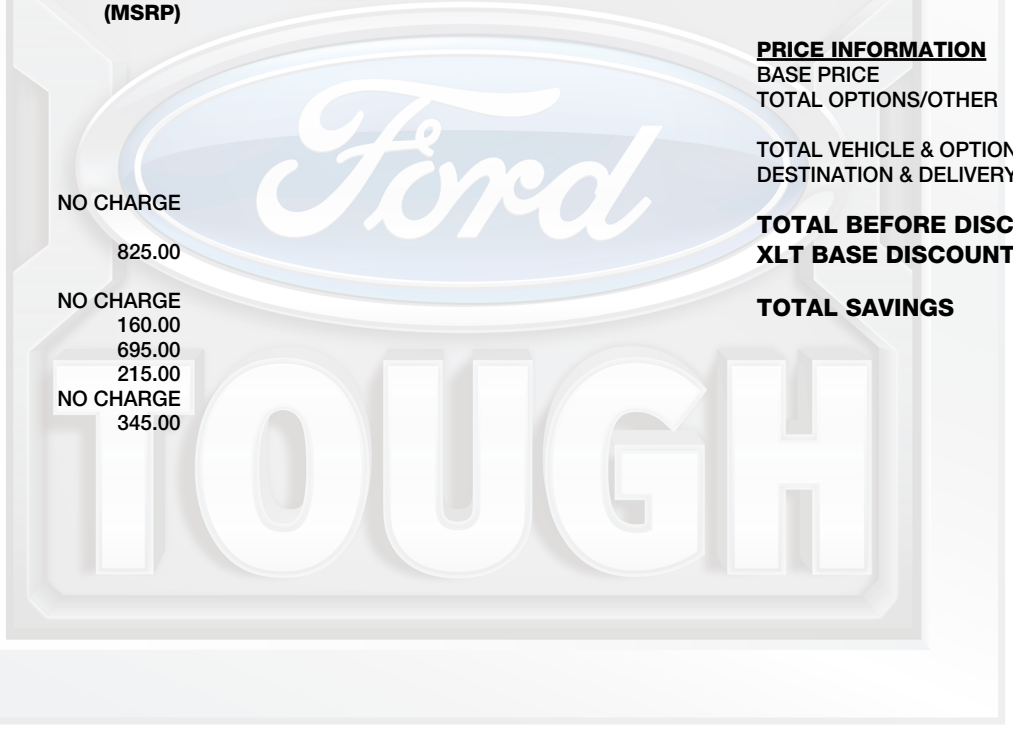 (MSRP)
NO CHARGE
825.00
NO CHARGE
160.00
695.00
215.00
NO CHARGE
345.00
PRICE INFORMATION
BASE PRICE
TOTAL OPTIONS/OTHER
TOTAL VEHICLE & OPTION
DESTINATION & DELIVERY
TOTAL BEFORE DISC
XLT BASE DISCOUNT
TOTAL SAVINGS
Ford
TOUGH